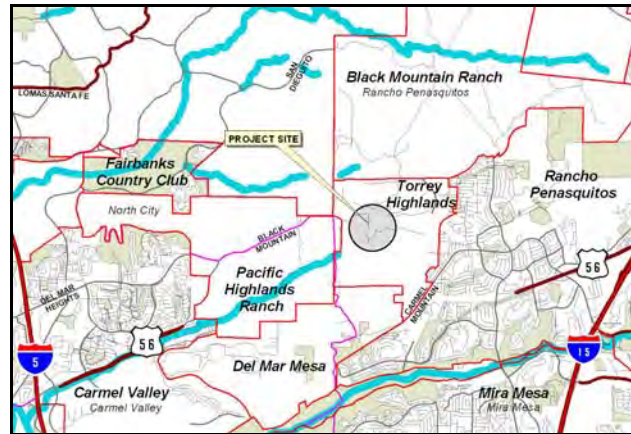 LOMAS SANTA FE
SAN
DIEGUITO
Black Mountain Ranch
Rancho Penasquitos
PROJECT SITE
Fairbanks
Country Club
Torrey
Highlands
Rancho
Penasquitos
North City
BLACK
MOUNTAIN
56
DEL MAR
HEIGHTS
Pacific
Highlands
Ranch
CARMEL
MOUNTAIN
56
5
15
Del Mar Mesa
Carmel Valley
Carmel Valley
Mira Mesa
Mira Mesa